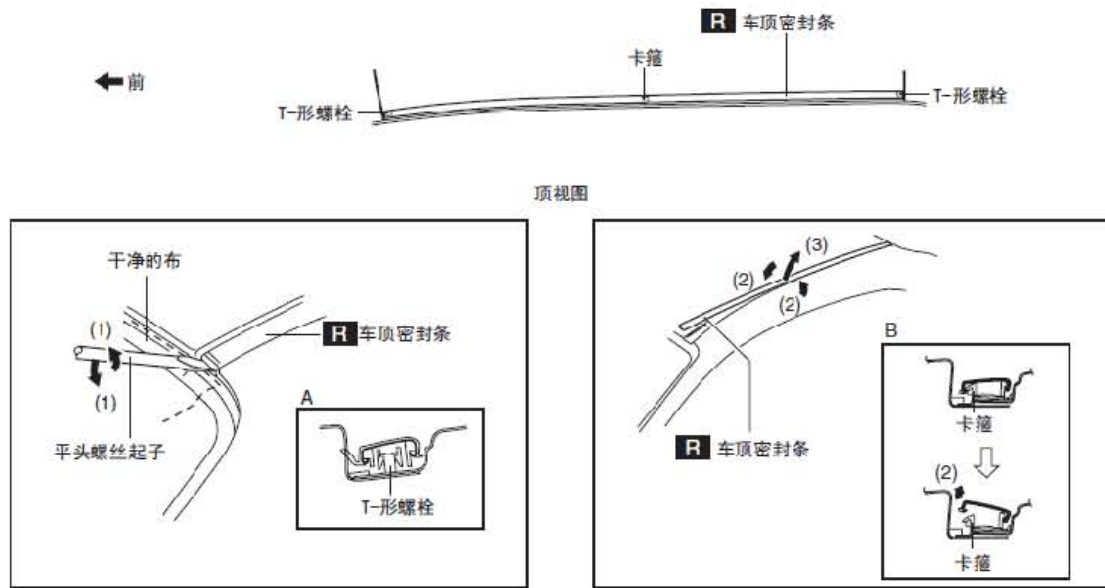 R 车顶密封条
卡箍
前
T-形螺栓
T-形螺栓
顶视图
干净的布
(1)
R 车顶密封条
(1)
平头螺丝起子
A
T-形螺栓
(3)
(2)
(2)
B
卡箍
R 车顶密封条
(2)
卡箍